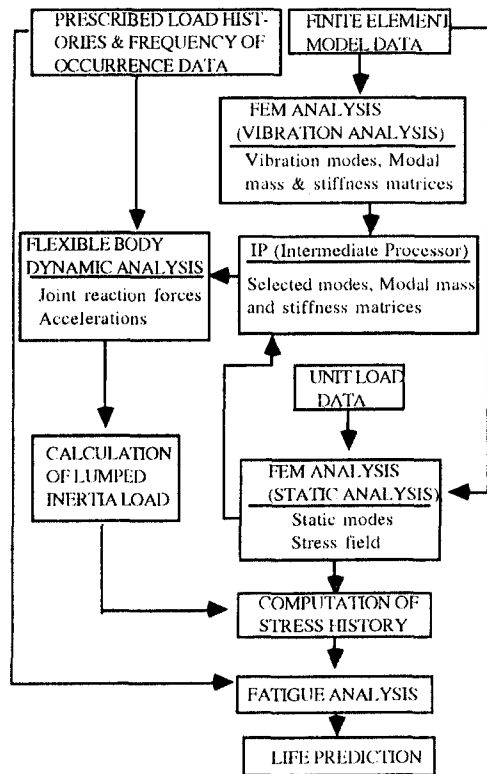 PRESCRIBED LOAD HIST-
ORIES & FREQUENCY OF
OCCURRENCE DATA
FINITE ELEMENT
MODEL DATA
FEM ANALYSIS
(VIBRATION ANALYSIS)
Vibration modes, Modal
mass & stiffness matrices
FLEXIBLE BODY
DYNAMIC ANALYSIS
Joint reaction forces
Accelerations
IP (Intermediate Processor)
Selected modes, Modal mass
and stiffness matrices
UNIT LOAD
DATA
CALCULATION
OF LUMPED
INERTIA LOAD
FEM ANALYSIS
(STATIC ANALYSIS)
Static modes
Stress field
COMPUTATION OF
STRESS HISTORY
FATIGUE ANALYSIS
LIFE PREDICTION